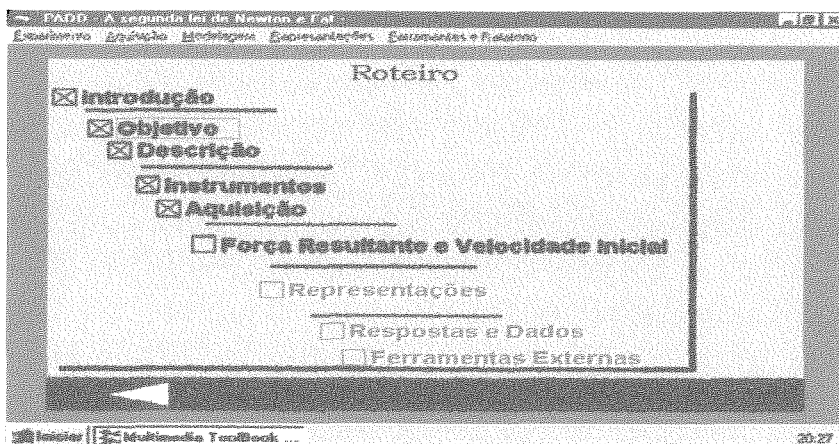 PADD - A segunda lei de Newton e
Experimento Aquisição Modelagem Representações Ferramentas e Relatório
Roteiro
Introdução
Objetivo
Descrição
Instrumentos
Aquisição
Força Resultante e Velocidade Inicial
Representações
Respostas e Dados
Ferramentas Externas
Iniciar Multimedia ToolBook ...
20:27